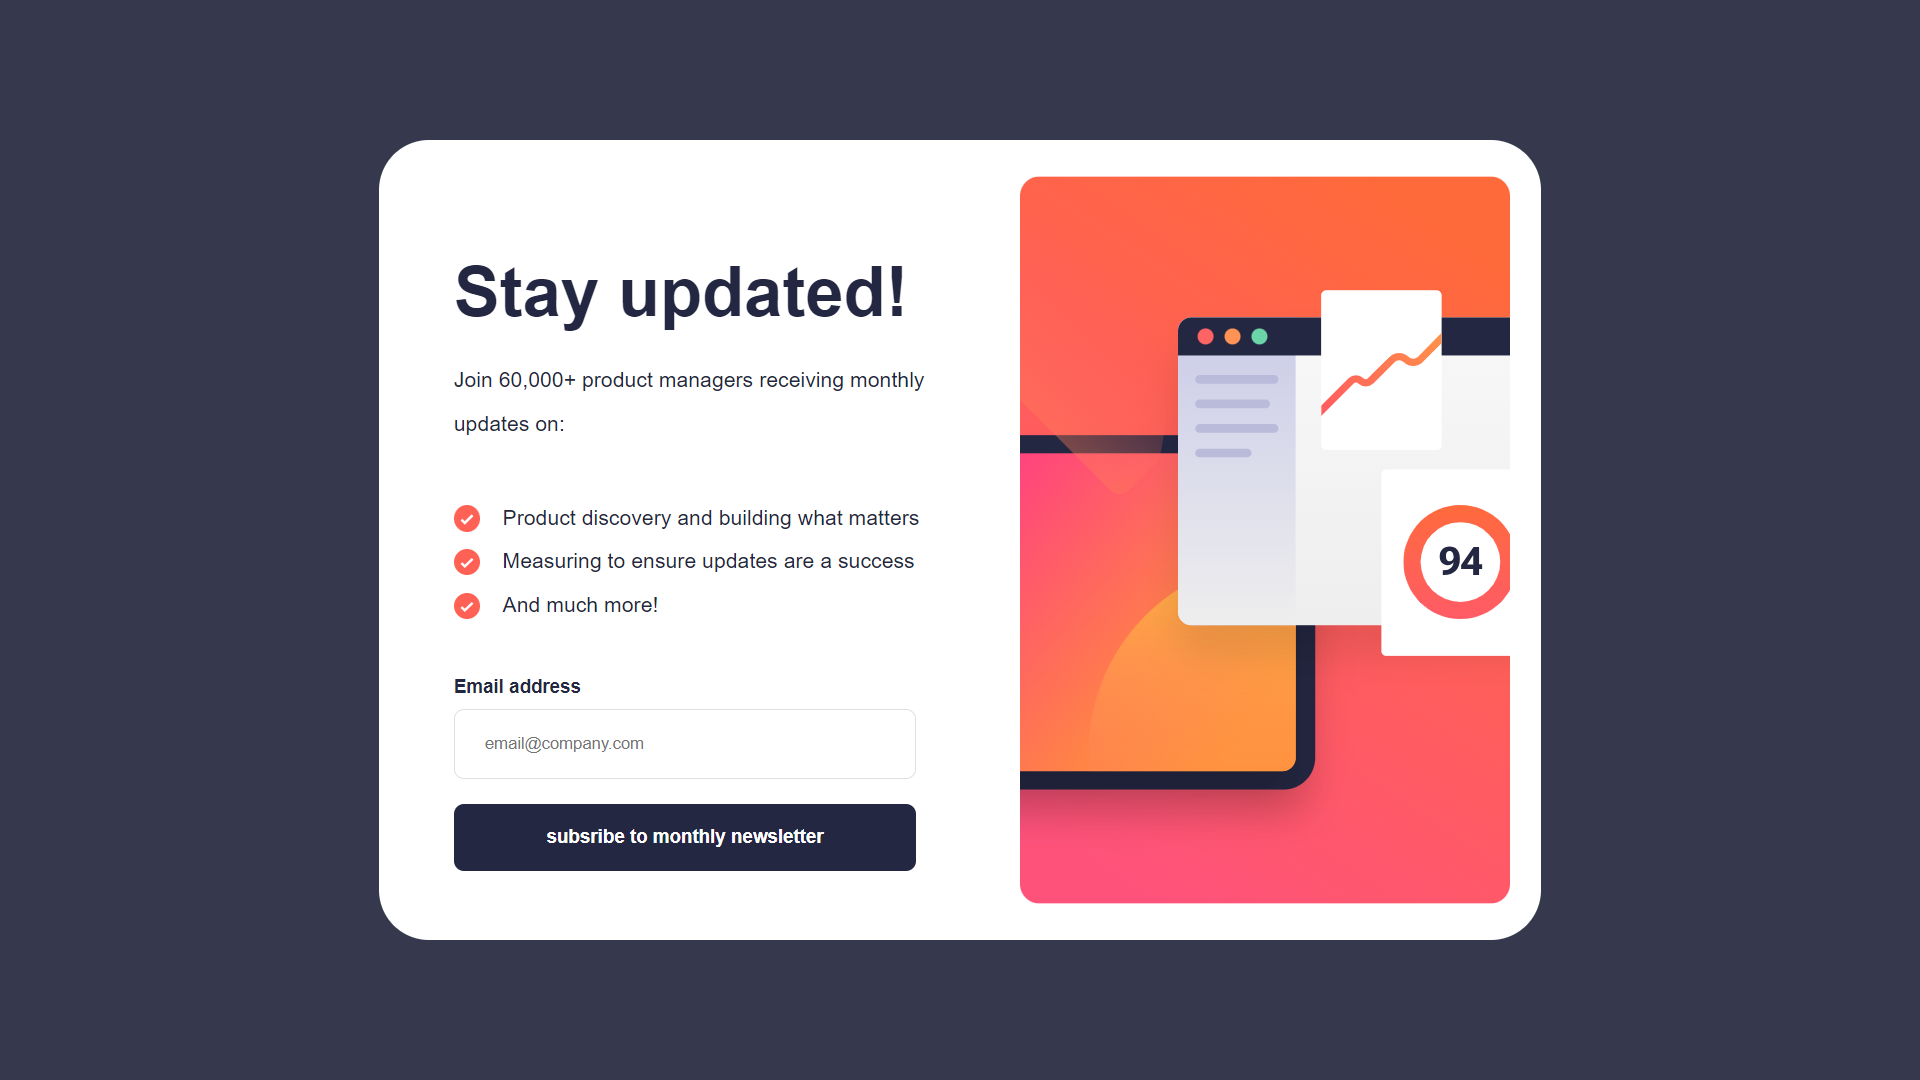 Stay updated!
Join 60,000+ product managers receiving monthly
updates on:
Product discovery and building what matters
Measuring to ensure updates are a success
And much more!
Email address
email@company.com
subsribe to monthly newsletter
94